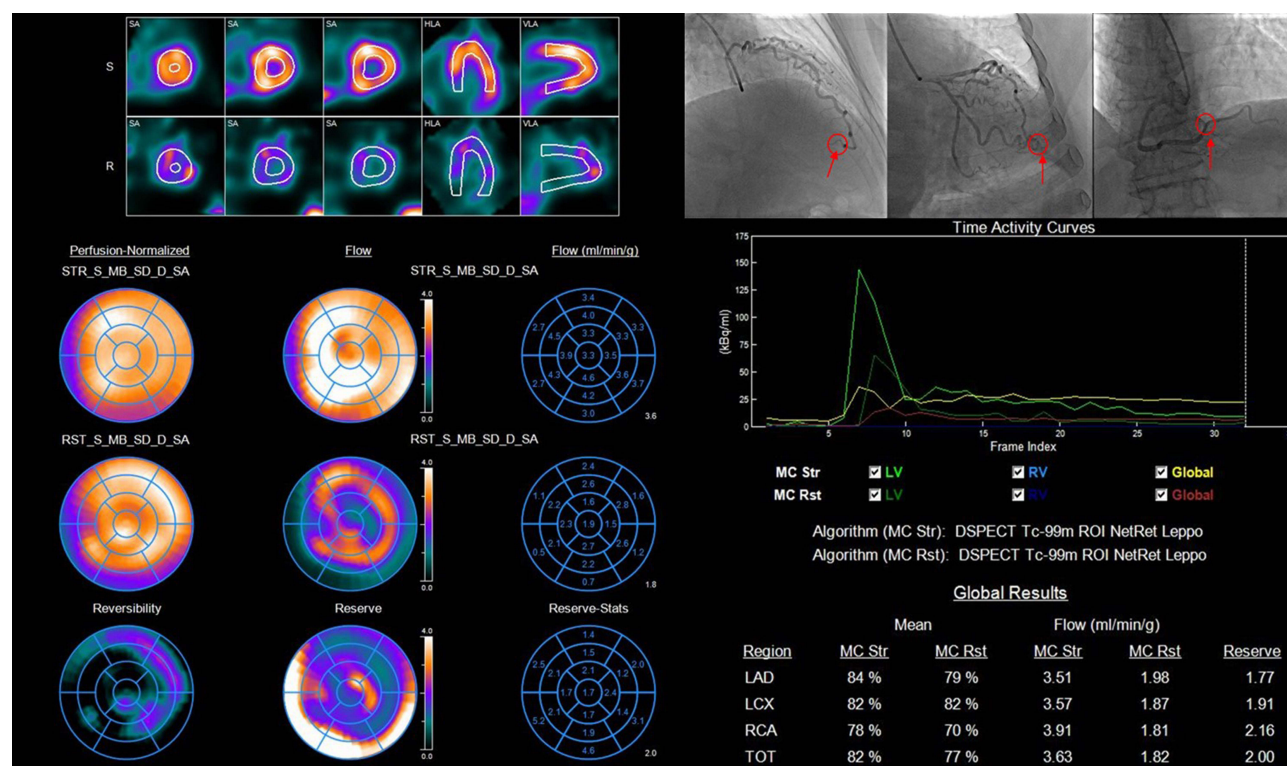 SA SA SA HLA VLA
S
SA SA SA HLA VLA
R
Perfusion-Normalized Flow Flow (ml/min/g)
STR_S_MB_SD_D_SA STR_S_MB_SD_D_SA
4.0
0.0
3.4
4.0
2.7 3.3
4.5 3.3 3.3
3.9 3.3 3.5
4.3 3.6
2.7 4.6 3.7
4.2
3.0
3.6
RST_S_MB_SD_D_SA RST_S_MB_SD_D_SA
4.0
0.0
2.4
2.6
1.1 1.6
2.2 1.6 1.2
2.3 1.9 1.5
2.1 1.2
0.5 2.7 1.2
2.2
0.7
1.8
Reversibility Reserve Reserve-Stats
4.0
0.0
1.4
1.5
2.5 2.0
2.1 2.1 1.2
1.7 1.7 2.4
2.1 1.4
5.2 1.7 3.1
1.9
4.6
2.0
Time Activity Curves
175
150
125
100
75
50
25
0
(kBq/ml)
5 10 15 20 25 30
Frame Index
MC Str LV RV Global
MC Rst LV RV Global
Algorithm (MC Str): DSPECT Tc-99m ROI NetRet Leppo
Algorithm (MC Rst): DSPECT Tc-99m ROI NetRet Leppo
Global Results
Mean Flow (ml/min/g)
Region MC Str MC Rst MC Str MC Rst Reserve
LAD 84 % 79 % 3.51 1.98 1.77
LCX 82 % 82 % 3.57 1.87 1.91
RCA 78 % 70 % 3.91 1.81 2.16
TOT 82 % 77 % 3.63 1.82 2.00